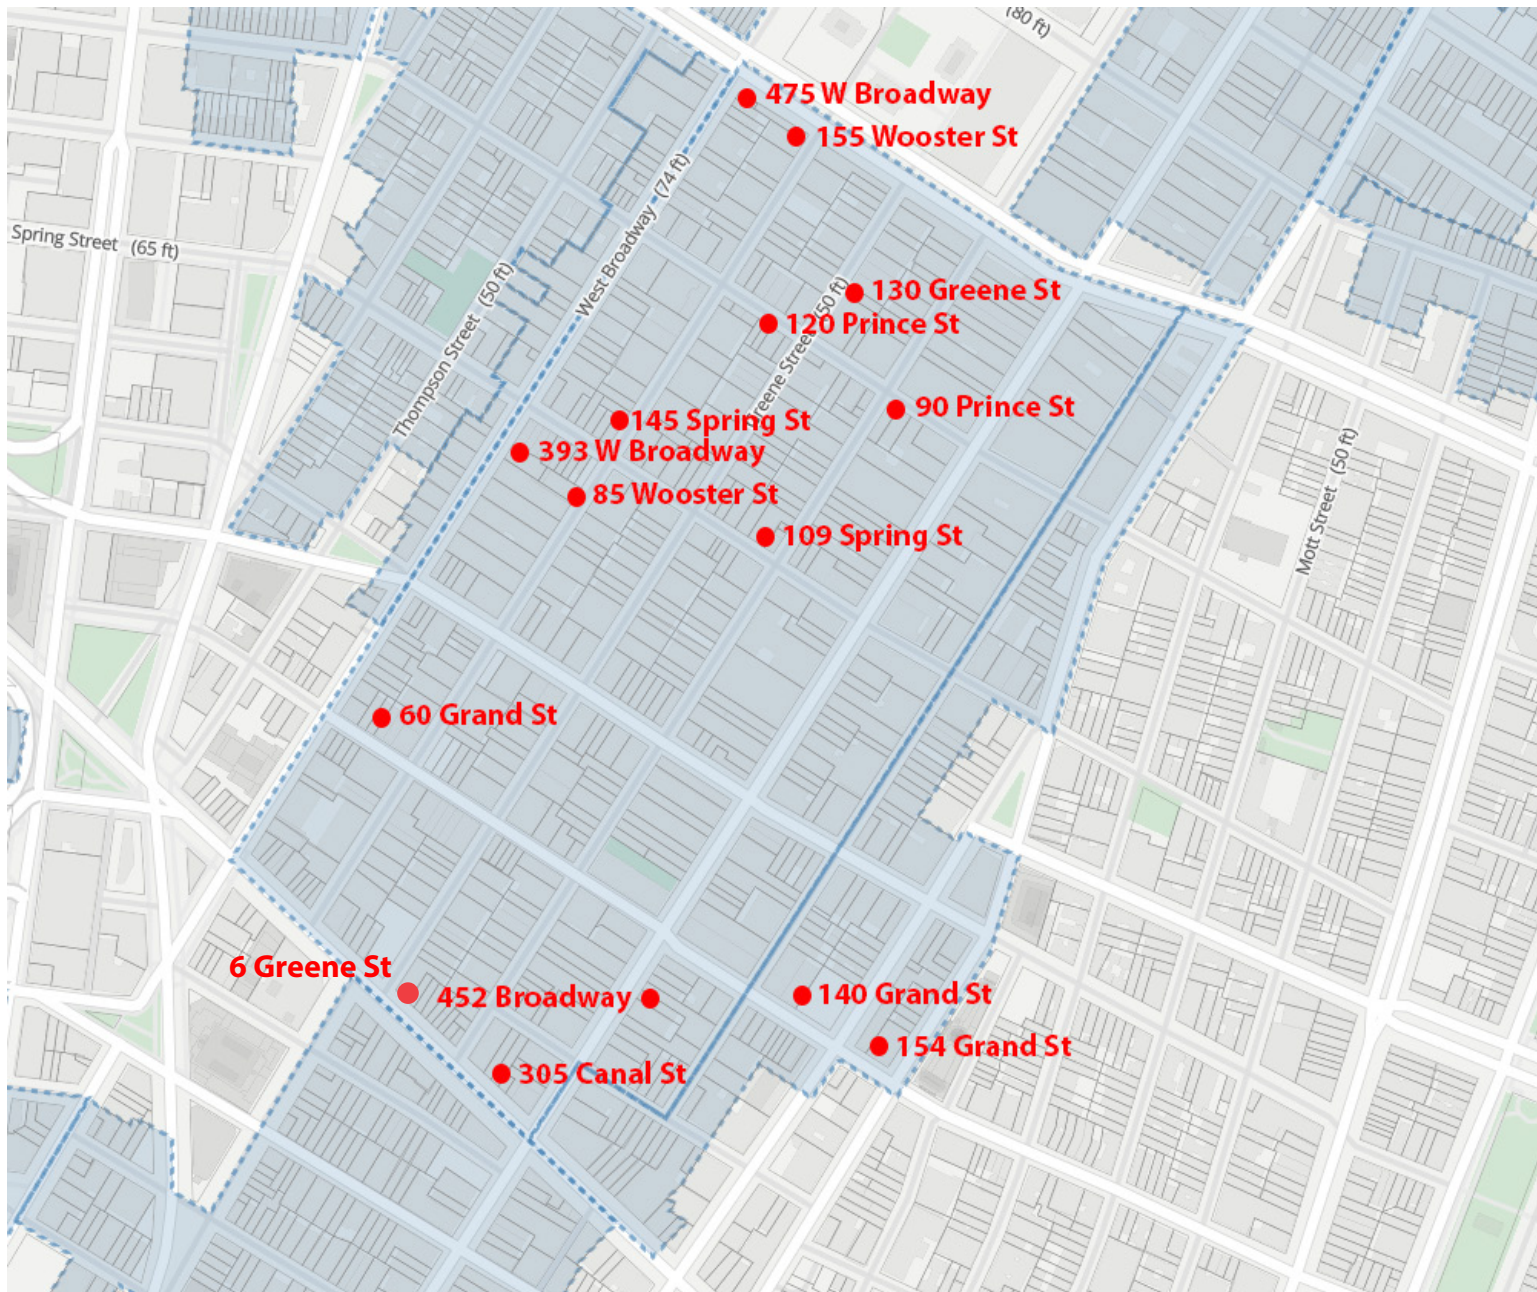 (80 ft)
475 W Broadway
155 Wooster St
West Broadway (74 ft)
Spring Street (65 ft)
Thompson Street (50 ft)
130 Greene St
120 Prince St
Greene Street (50 ft)
90 Prince St
145 Spring St
393 W Broadway
85 Wooster St
109 Spring St
Mott Street (50 ft)
60 Grand St
6 Greene St
452 Broadway
140 Grand St
154 Grand St
305 Canal St